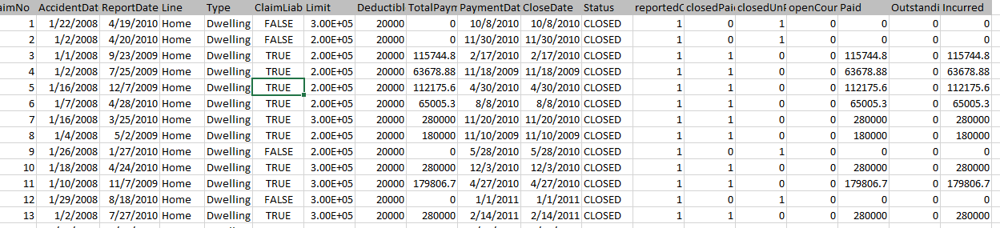 aimNo AccidentDat ReportDate Line Type ClaimLiab Limit Deductibl TotalPaym PaymentDat CloseDate Status reportedC closedPai closedUnl openCour Paid Outstandi Incurred
1 1/22/2008 4/19/2010 Home Dwelling FALSE 3.00E+05 20000 0 10/8/2010 10/8/2010 CLOSED 1 0 1 0 0 0 0
2 1/2/2008 4/20/2010 Home Dwelling FALSE 2.00E+05 20000 0 11/30/2010 11/30/2010 CLOSED 1 0 1 0 0 0 0
3 1/1/2008 9/23/2009 Home Dwelling TRUE 2.00E+05 20000 115744.8 2/17/2010 2/17/2010 CLOSED 1 1 0 0 115744.8 0 115744.8
4 1/2/2008 7/25/2009 Home Dwelling TRUE 2.00E+05 20000 63678.88 11/18/2009 11/18/2009 CLOSED 1 1 0 0 63678.88 0 63678.88
5 1/16/2008 12/7/2009 Home Dwelling TRUE 2.00E+05 20000 112175.6 4/30/2010 4/30/2010 CLOSED 1 1 0 0 112175.6 0 112175.6
6 1/7/2008 4/28/2010 Home Dwelling TRUE 2.00E+05 20000 65005.3 8/8/2010 8/8/2010 CLOSED 1 1 0 0 65005.3 0 65005.3
7 1/16/2008 3/25/2010 Home Dwelling TRUE 3.00E+05 20000 280000 11/20/2010 11/20/2010 CLOSED 1 1 0 0 280000 0 280000
8 1/4/2008 5/2/2009 Home Dwelling TRUE 2.00E+05 20000 180000 11/10/2009 11/10/2009 CLOSED 1 1 0 0 180000 0 180000
9 1/26/2008 1/27/2010 Home Dwelling FALSE 3.00E+05 20000 0 5/28/2010 5/28/2010 CLOSED 1 0 1 0 0 0 0
10 1/18/2008 4/24/2010 Home Dwelling TRUE 3.00E+05 20000 280000 12/3/2010 12/3/2010 CLOSED 1 1 0 0 280000 0 280000
11 1/10/2008 11/7/2009 Home Dwelling TRUE 3.00E+05 20000 179806.7 4/27/2010 4/27/2010 CLOSED 1 1 0 0 179806.7 0 179806.7
12 1/29/2008 8/18/2010 Home Dwelling FALSE 3.00E+05 20000 0 1/1/2011 1/1/2011 CLOSED 1 0 1 0 0 0 0
13 1/2/2008 7/27/2010 Home Dwelling TRUE 3.00E+05 20000 280000 2/14/2011 2/14/2011 CLOSED 1 1 0 0 280000 0 280000